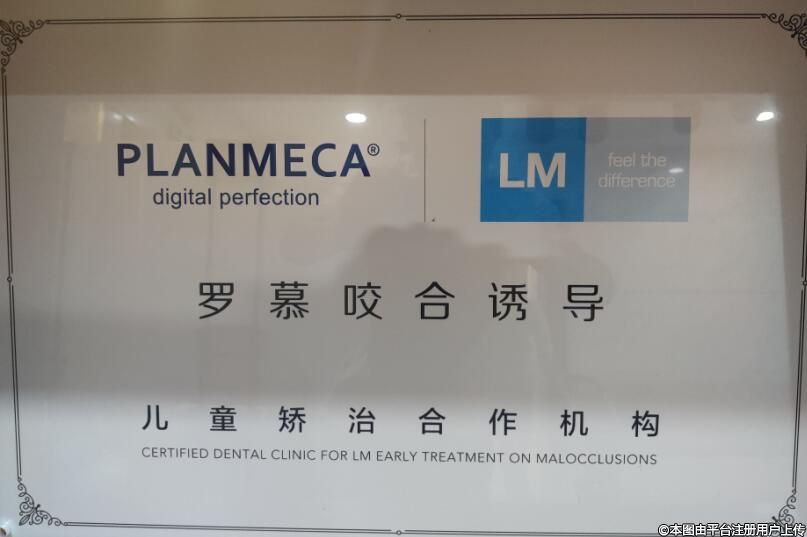 PLANMECA®
digital perfection
LM
feel the
difference
罗慕咬合诱导
儿童矫治合作机构
CERTIFIED DENTAL CLINIC FOR LM EARLY TREATMENT ON MALOCCLUSIONS
©本图由平台注册用户上传